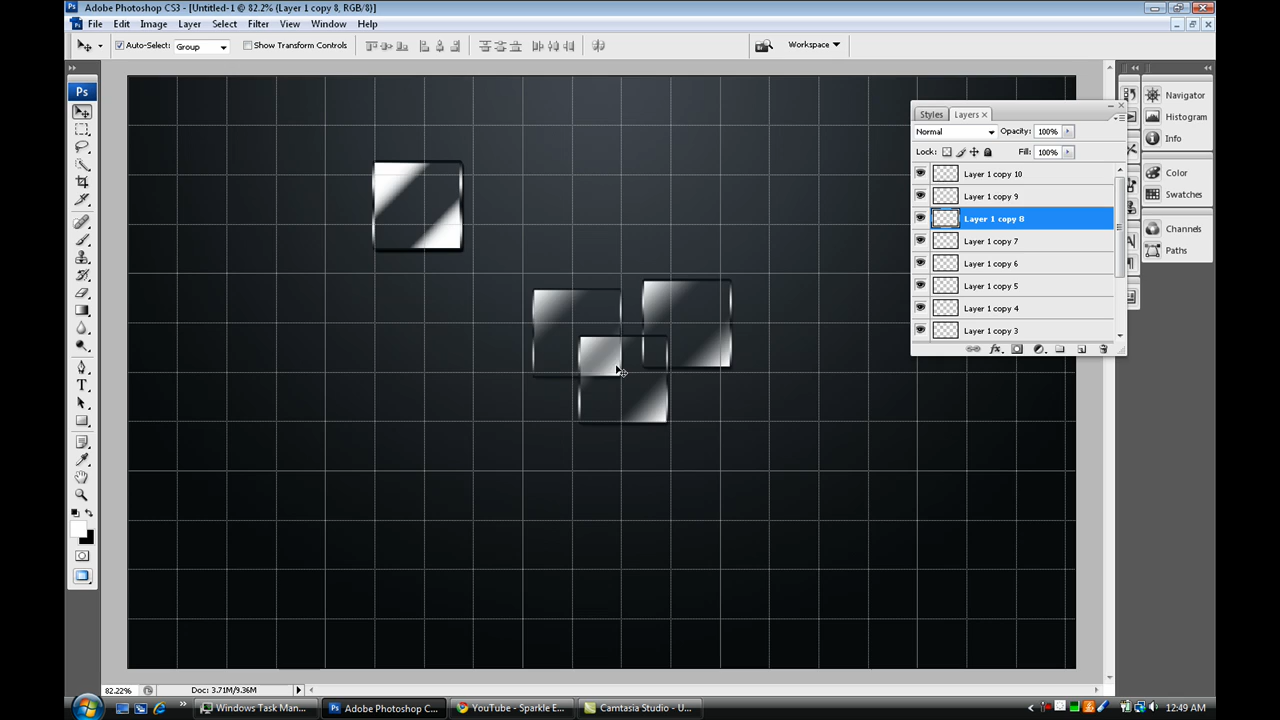 Adobe Photoshop CS3 - [Untitled-1 @ 82.2% (Layer 1 copy 8, RGB/8)]
File Edit Image Layer Select Filter View Window Help
Auto-Select: Group Show Transform Controls Workspace
Ps
Styles Layers
Normal Opacity: 100%
Lock: Fill: 100%
Layer 1 copy 10
Layer 1 copy 9
Layer 1 copy 8
Layer 1 copy 7
Layer 1 copy 6
Layer 1 copy 5
Layer 1 copy 4
Layer 1 copy 3
Navigator
Histogram
Info
Color
Swatches
Channels
Paths
82.22% Doc: 3.71M/9.36M
Windows Task Man... Adobe Photoshop C... YouTube - Sparkle E... Camtasia Studio - U... 12:49 AM